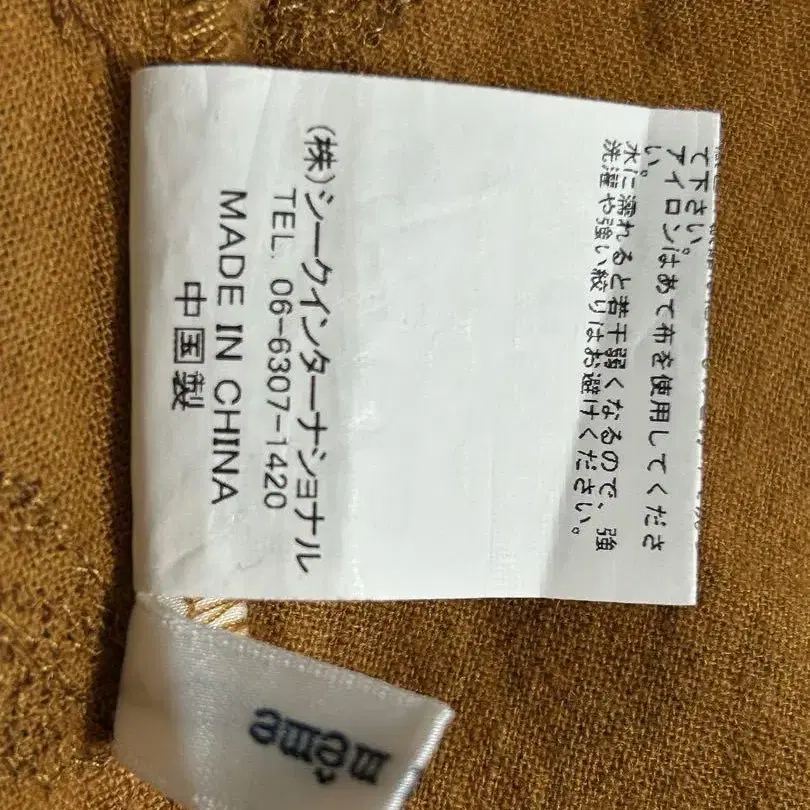 て下さい。
アイロンはあて布を使用してくださ
い。
水に濡れると若干弱くなるので、強
洗濯や強い絞りはお避けください。
(株)シークインターナショナル
TEL. 06-6307-1420
MADE IN CHINA
中国製
même